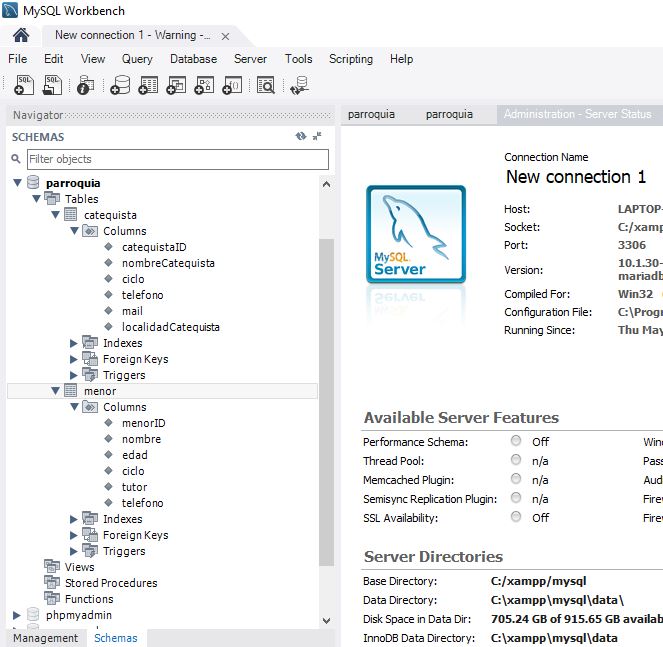 MySQL Workbench
New connection 1 - Warning -...
File Edit View Query Database Server Tools Scripting Help
SQL SQL
Navigator
SCHEMAS
Filter objects
parroquia
Tables
catequista
Columns
catequistaID
nombreCatequista
ciclo
telefono
mail
localidadCatequista
Indexes
Foreign Keys
Triggers
menor
Columns
menorID
nombre
edad
ciclo
tutor
telefono
Indexes
Foreign Keys
Triggers
Views
Stored Procedures
Functions
phpmyadmin
Management Schemas
parroquia parroquia Administration - Server Status
MySQL
Server
Connection Name
New connection 1
Host: LAPTOP-
Socket: C:/xamp
Port: 3306
Version: 10.1.30-
mariadb
Compiled For: Win32
Configuration File: C:\Progr
Running Since: Thu May
Available Server Features
Performance Schema: Off Win
Thread Pool: n/a Pas
Memcached Plugin: n/a Aud
Semisync Replication Plugin: n/a Fire
SSL Availability: Off Fire
Server Directories
Base Directory: C:/xampp/mysql
Data Directory: C:\xampp\mysql\data\
Disk Space in Data Dir: 705.24 GB of 915.65 GB availab
InnoDB Data Directory: C:\xampp\mysql\data